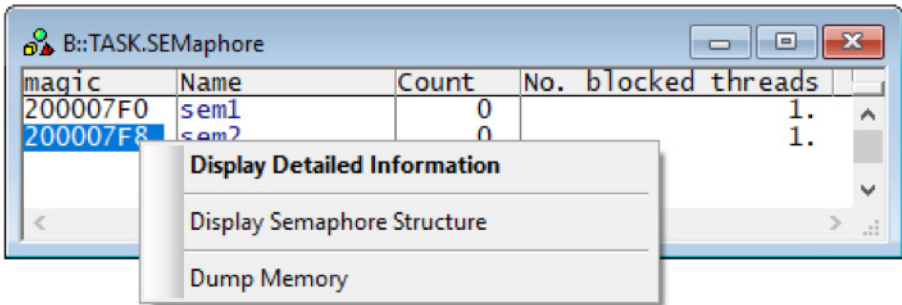 B::TASK.SEMaphore
magic Name Count No. blocked threads
200007F0 sem1 0 1.
200007F8 sem2 0 1.
Display Detailed Information
Display Semaphore Structure
Dump Memory